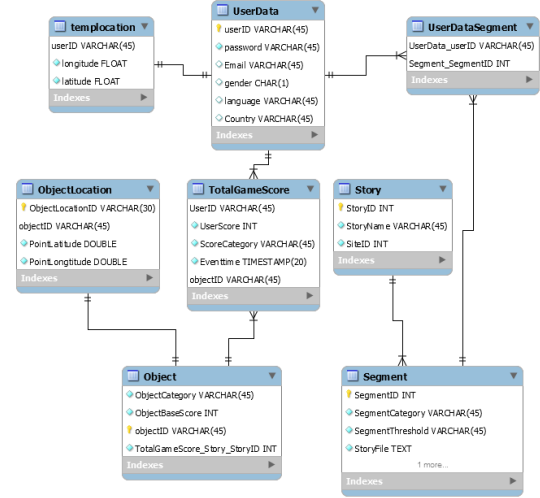 templocation
userID VARCHAR(45)
longitude FLOAT
latitude FLOAT
Indexes
UserData
userID VARCHAR(45)
password VARCHAR(45)
Email VARCHAR(45)
gender CHAR(1)
language VARCHAR(45)
Country VARCHAR(45)
Indexes
UserDataSegment
UserData_userID VARCHAR(45)
Segment_SegmentID INT
Indexes
ObjectLocation
ObjectLocationID VARCHAR(30)
objectID VARCHAR(45)
PointLatitude DOUBLE
PointLongtitude DOUBLE
Indexes
TotalGameScore
UserID VARCHAR(45)
UserScore INT
ScoreCategory VARCHAR(45)
Eventtime TIMESTAMP(20)
objectID VARCHAR(45)
Indexes
Story
StoryID INT
StoryName VARCHAR(45)
SiteID INT
Indexes
Object
ObjectCategory VARCHAR(45)
ObjectBaseScore INT
objectID VARCHAR(45)
TotalGameScore_Story_StoryID INT
Indexes
Segment
SegmentID INT
SegmentCategory VARCHAR(45)
SegmentThreshold VARCHAR(45)
StoryFile TEXT
1 more...
Indexes